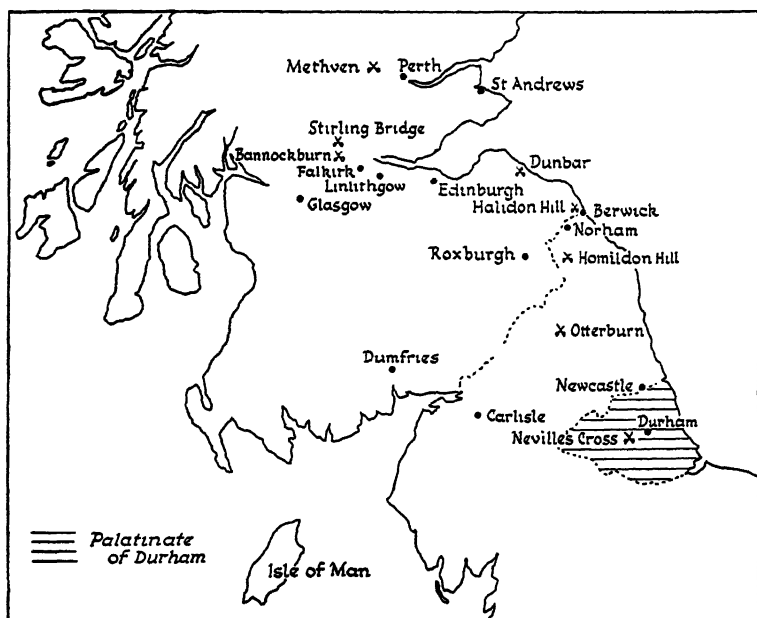 Methven
Perth
St Andrews
Stirling Bridge
Bannockburn
Falkirk
Linlithgow
Dunbar
Edinburgh
Glasgow
Halidon Hill
Berwick
Norham
Roxburgh
Homildon Hill
Otterburn
Dumfries
Newcastle
Carlisle
Durham
Neville's Cross
Palatinate
of Durham
Isle of Man